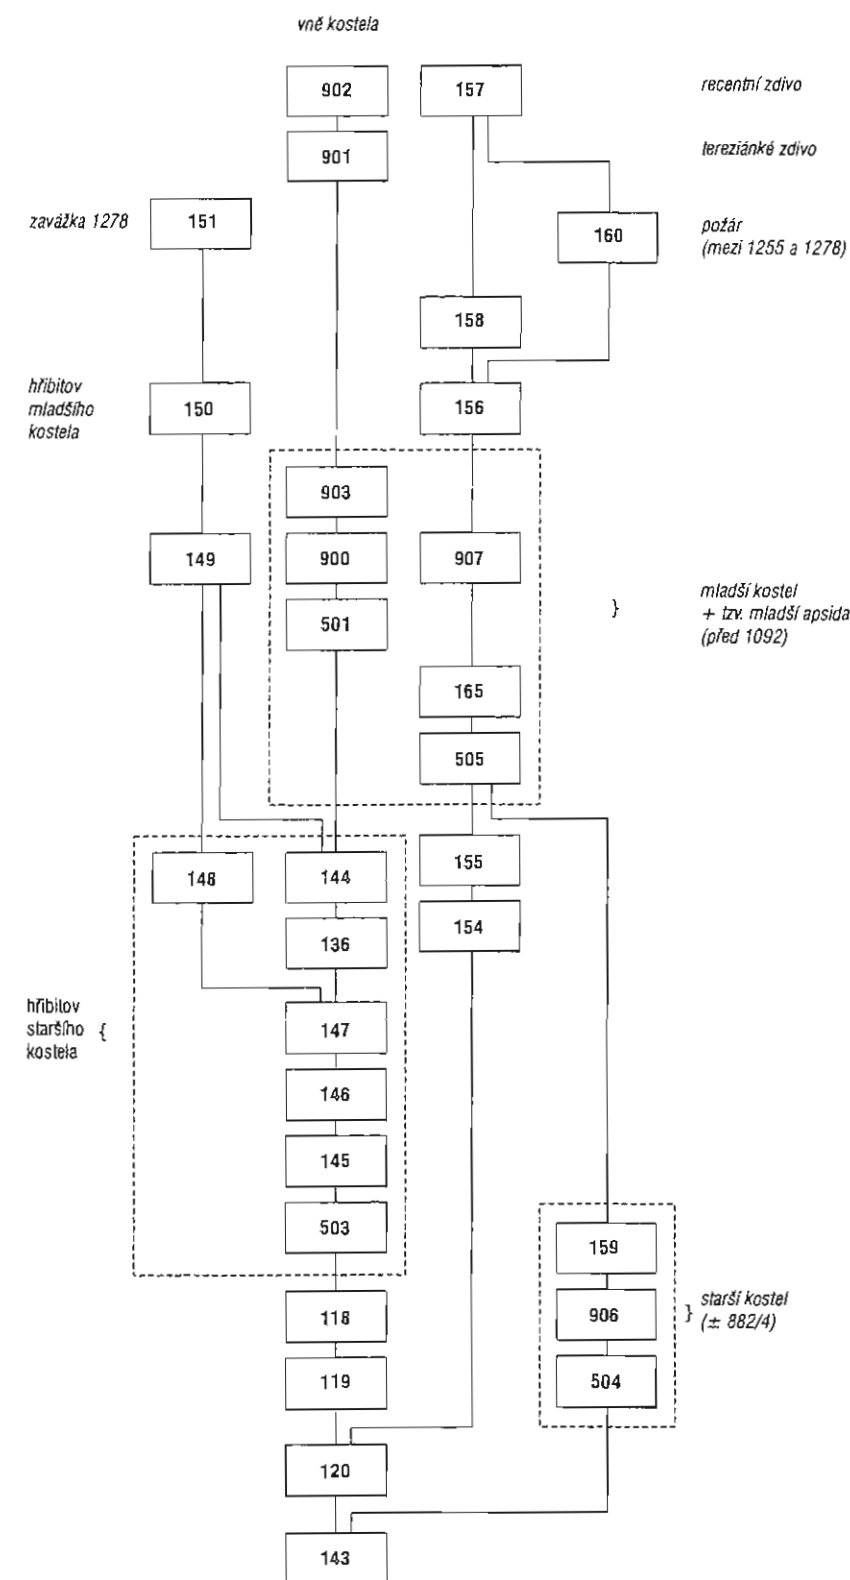 vně kostela
902
157
recentní zdivo
901
tereziánké zdivo
zavážka 1278
151
160
požár
(mezi 1255 a 1278)
158
hřibitov
mladšího
kostela
150
156
903
149
900
907
501
}
mladší kostel
+ tzv. mladší apsida
(před 1092)
165
505
148
144
155
136
154
hřibitov
staršího {
kostela
147
146
145
503
159
118
906
} starší kostel
(± 882/4)
119
504
120
143